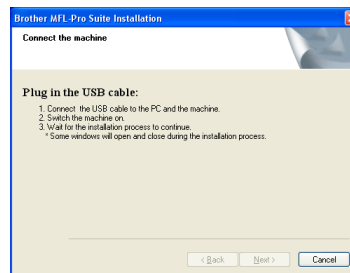 Brother MFL-Pro Suite Installation
Connect the machine
Plug in the USB cable:
1. Connect the USB cable to the PC and the machine.
2. Switch the machine on.
3. Wait for the installation process to continue.
* Some windows will open and close during the installation process.
< Back Next > Cancel